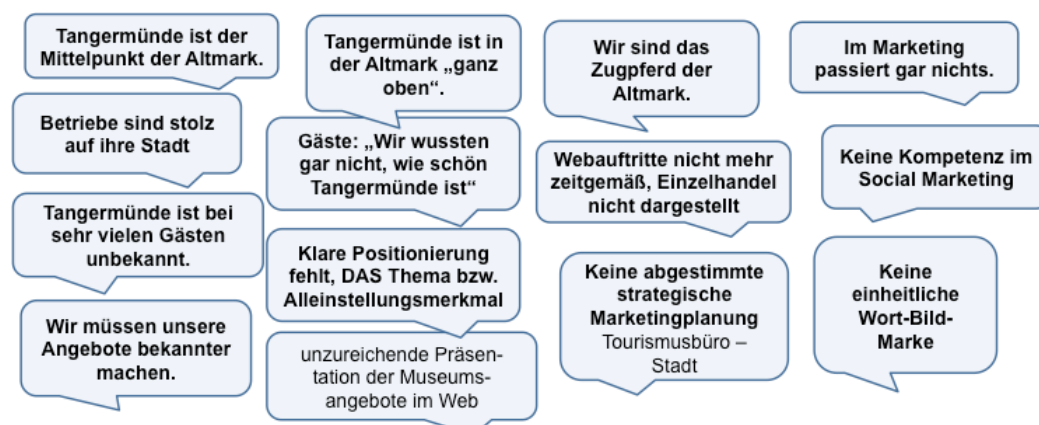 Tangermünde ist der
Mittelpunkt der Altmark.
Betriebe sind stolz
auf ihre Stadt
Tangermünde ist bei
sehr vielen Gästen
unbekannt.
Wir müssen unsere
Angebote bekannter
machen.
Tangermünde ist in
der Altmark „ganz
oben“.
Gäste: „Wir wussten
gar nicht, wie schön
Tangermünde ist“
Klare Positionierung
fehlt, DAS Thema bzw.
Alleinstellungsmerkmal
unzureichende Präsen-
tation der Museums-
angebote im Web
Wir sind das
Zugpferd der
Altmark.
Webauftritte nicht mehr
zeitgemäß, Einzelhandel
nicht dargestellt
Keine abgestimmte
strategische
Marketingplanung
Tourismusbüro –
Stadt
Im Marketing
passiert gar nichts.
Keine Kompetenz im
Social Marketing
Keine
einheitliche
Wort-Bild-
Marke